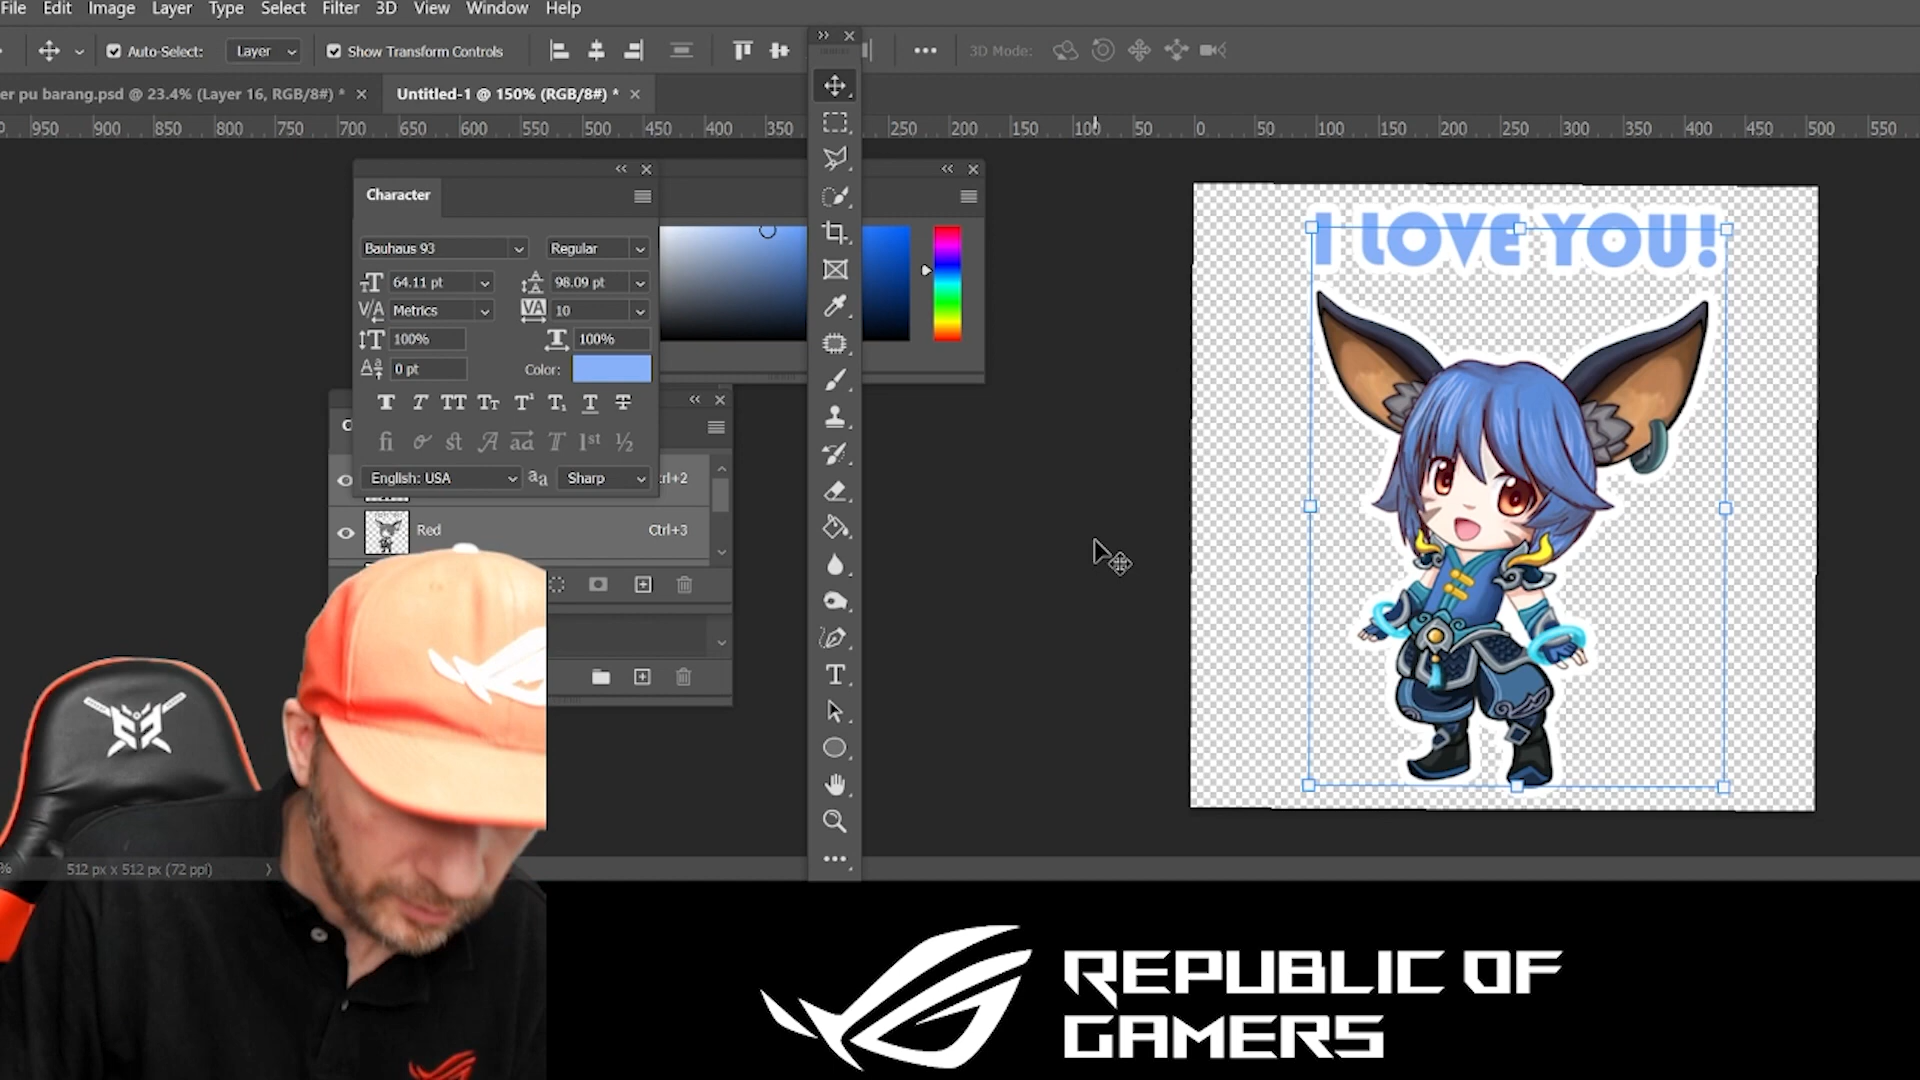 File Edit Image Layer Type Select Filter 3D View Window Help
Auto-Select: Layer Show Transform Controls 3D Mode:
er pu barang.psd @ 23.4% (Layer 16, RGB/8#) * Untitled-1 @ 150% (RGB/8#) *
950 900 850 800 750 700 650 600 550 500 450 400 350 250 200 150 100 50 0 50 100 150 200 250 300 350 400 450 500 550
Character
Bauhaus 93 Regular
64.11 pt 98.09 pt
Metrics 10
100% 100%
0 pt Color:
English: USA Sharp
Ctrl+2
Red Ctrl+3
512 px x 512 px (72 ppi)
I LOVE YOU!
REPUBLIC OF
GAMERS